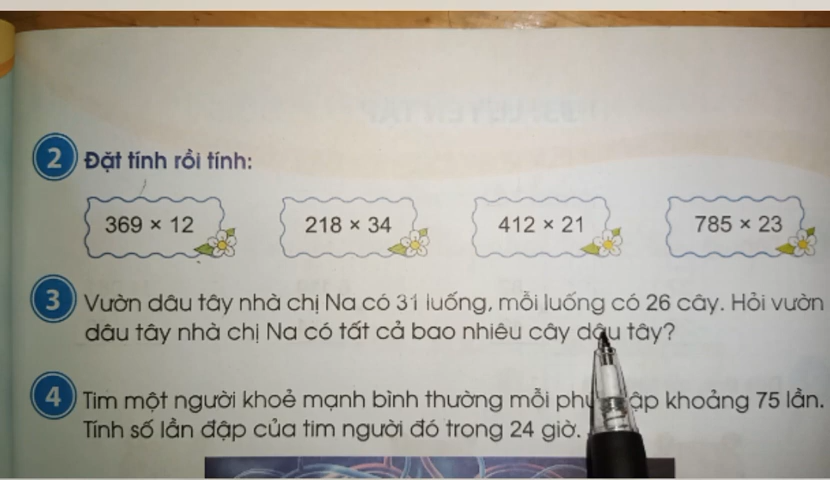 2 Đặt tính rồi tính:
369 × 12 218 × 34 412 × 21 785 × 23
3 Vườn dâu tây nhà chị Na có 31 luống, mỗi luống có 26 cây. Hỏi vườn
dâu tây nhà chị Na có tất cả bao nhiêu cây dâu tây?
4 Tim một người khoẻ mạnh bình thường mỗi khoảng 75 lần.
Tính số lần đập của tim người đó trong 24 giờ.